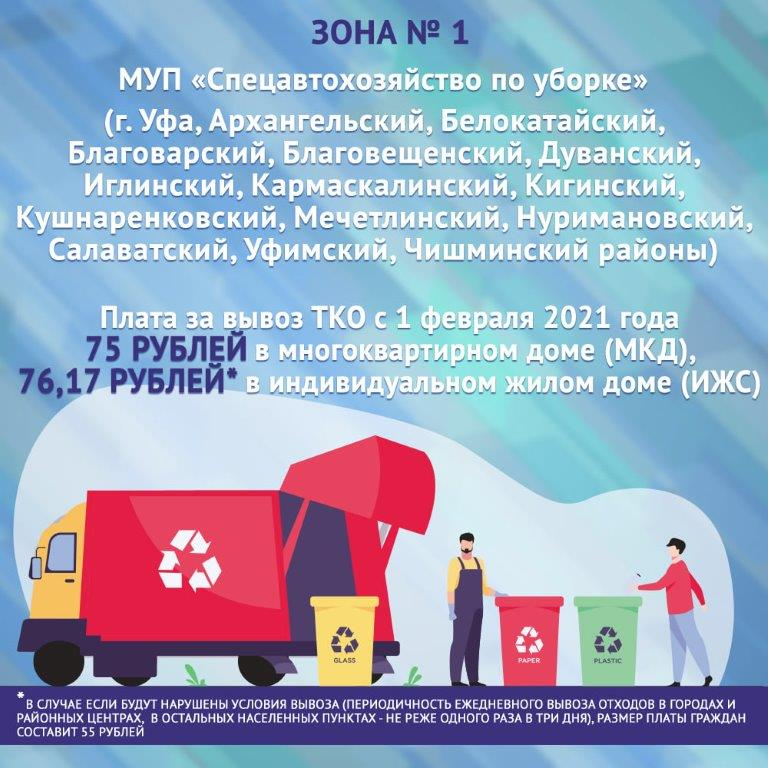 ЗОНА № 1
МУП «Спецавтохозяйство по уборке»
(г. Уфа, Архангельский, Белокатайский,
Благоварский, Благовещенский, Дуванский,
Иглинский, Кармаскалинский, Кигинский,
Кушнаренковский, Мечетлинский, Нуримановский,
Салаватский, Уфимский, Чишминский районы)
Плата за вывоз ТКО с 1 февраля 2021 года
75 РУБЛЕЙ в многоквартирном доме (МКД),
76,17 РУБЛЕЙ* в индивидуальном жилом доме (ИЖС)
GLASS
PAPER
PLASTIC
* В СЛУЧАЕ ЕСЛИ БУДУТ НАРУШЕНЫ УСЛОВИЯ ВЫВОЗА (ПЕРИОДИЧНОСТЬ ЕЖЕДНЕВНОГО ВЫВОЗА ОТХОДОВ В ГОРОДАХ И
РАЙОННЫХ ЦЕНТРАХ, В ОСТАЛЬНЫХ НАСЕЛЕННЫХ ПУНКТАХ - НЕ РЕЖЕ ОДНОГО РАЗА В ТРИ ДНЯ), РАЗМЕР ПЛАТЫ ГРАЖДАН
СОСТАВИТ 55 РУБЛЕЙ